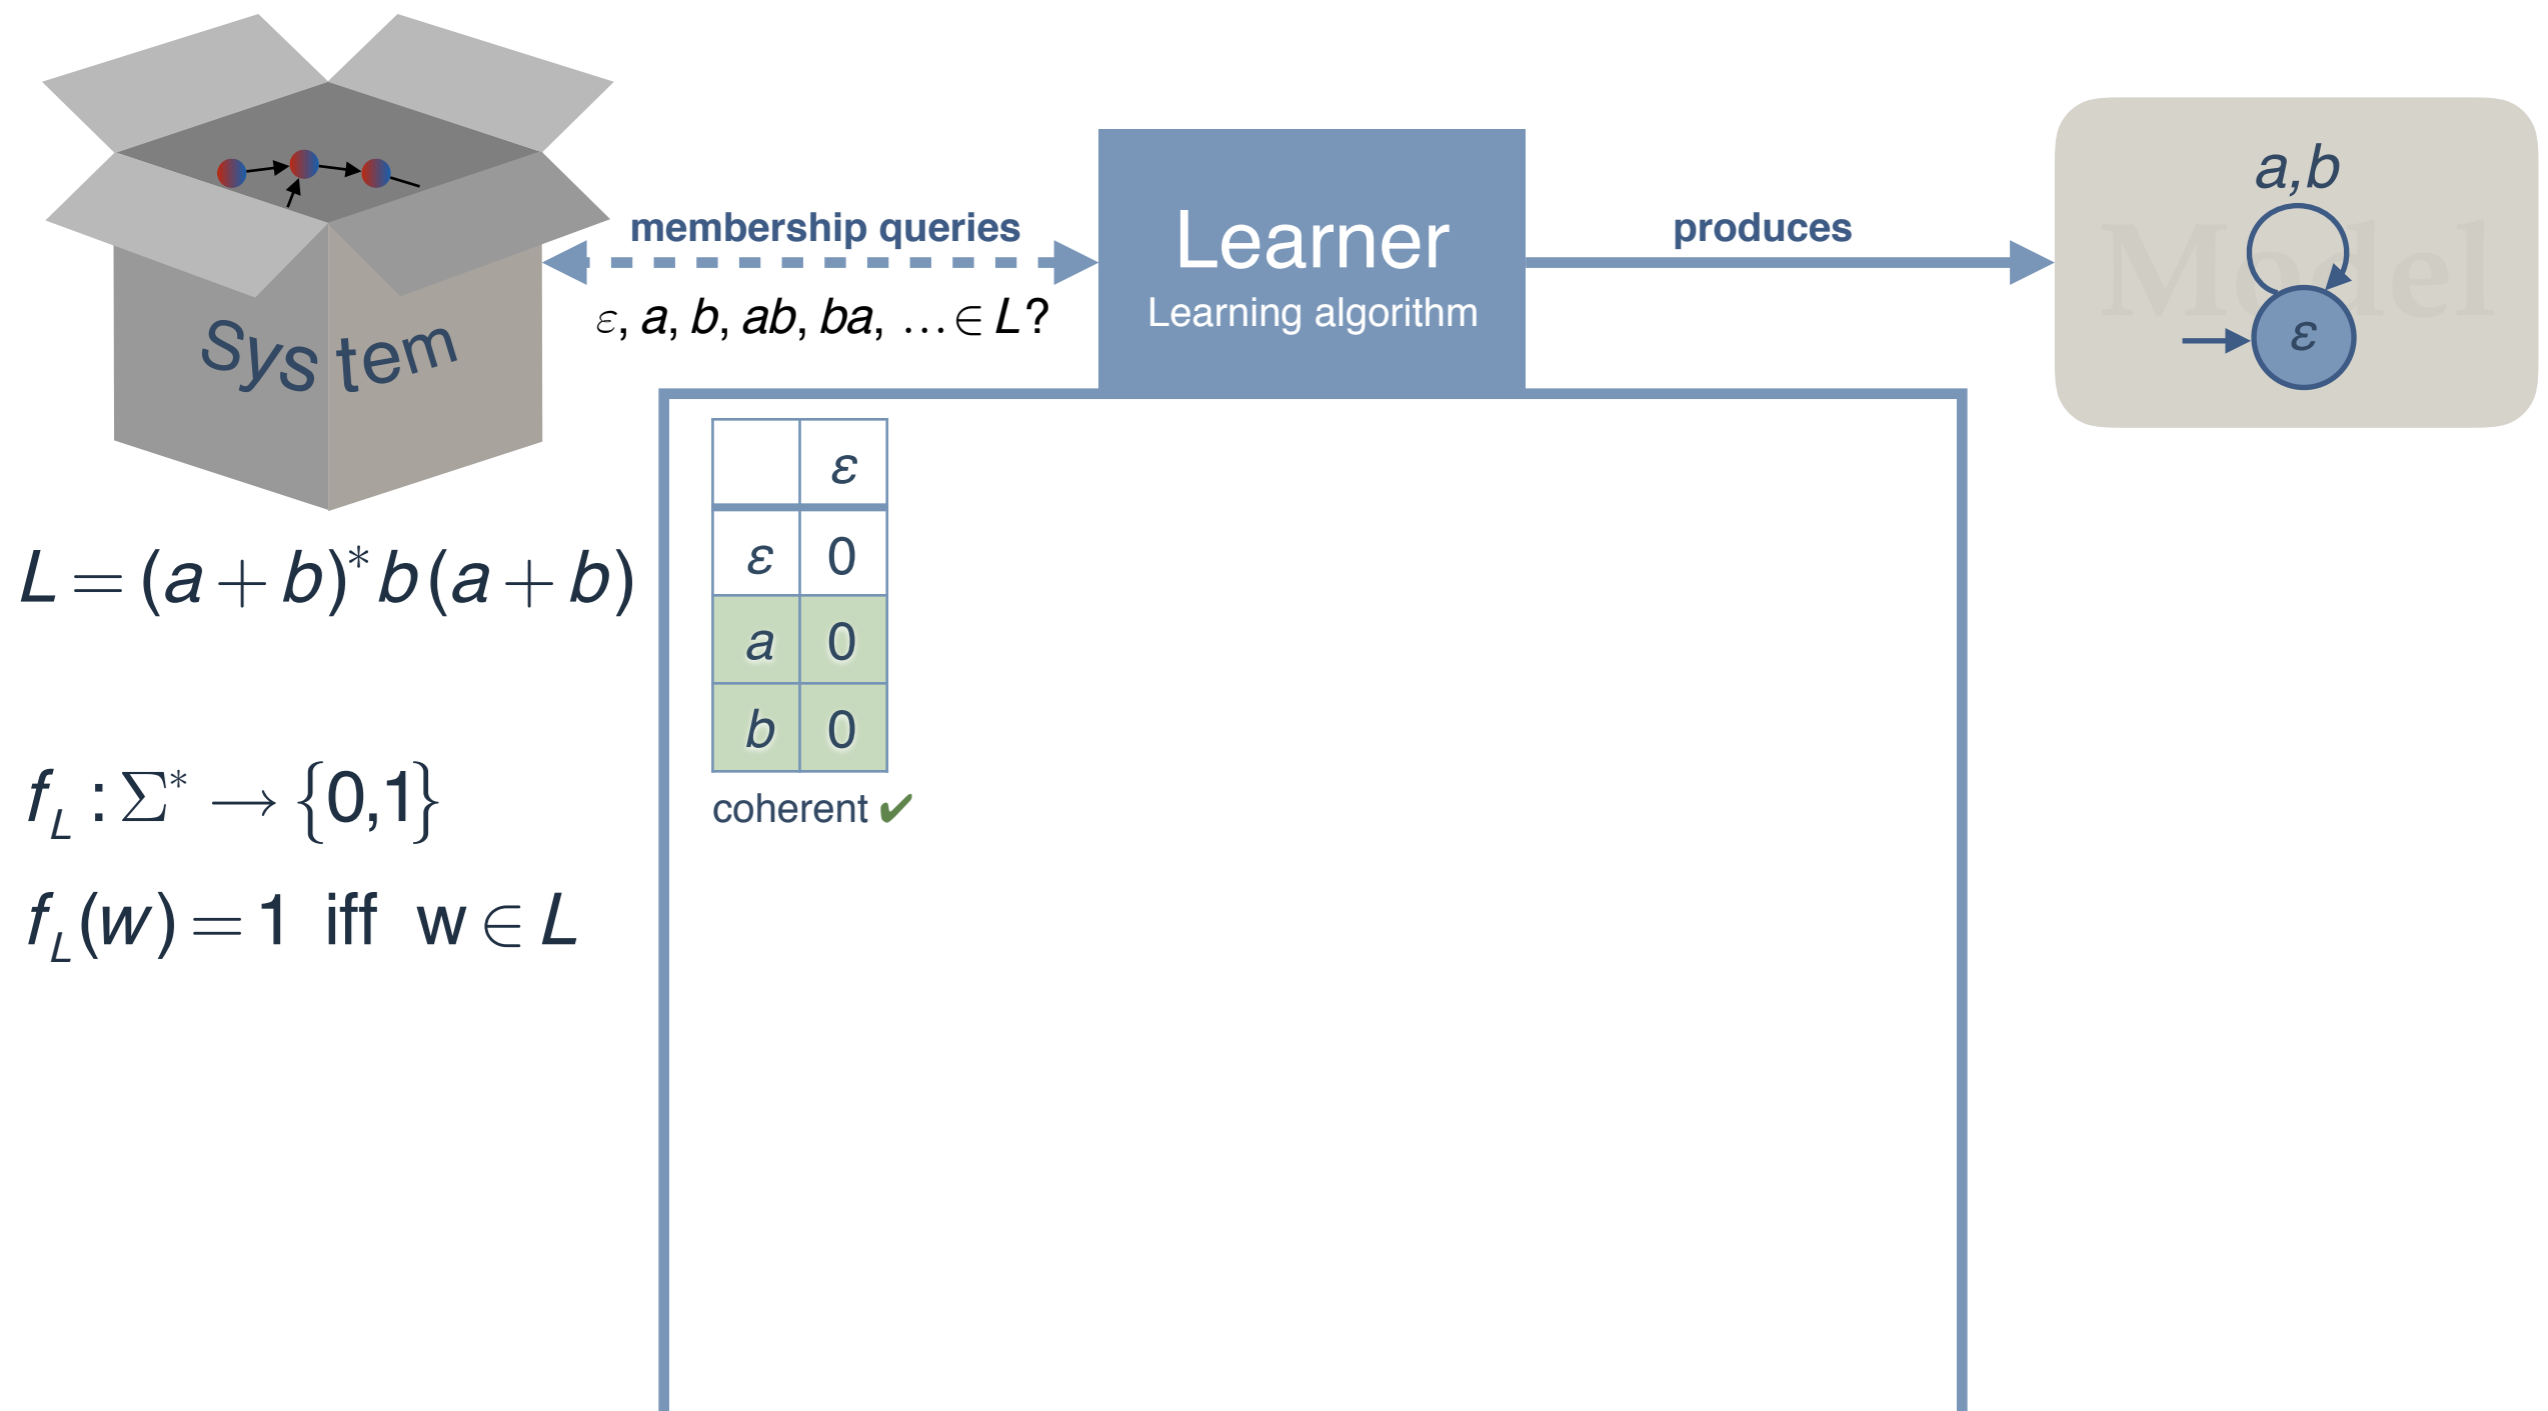 System
membership queries
ε, a, b, ab, ba, …∈ L?
Learner
Learning algorithm
produces
Model
a,b
ε
L = (a + b)* b (a + b)
f_L : Σ* → {0,1}
f_L(w) = 1 iff w ∈ L
ε
ε 0
a 0
b 0
coherent ✔